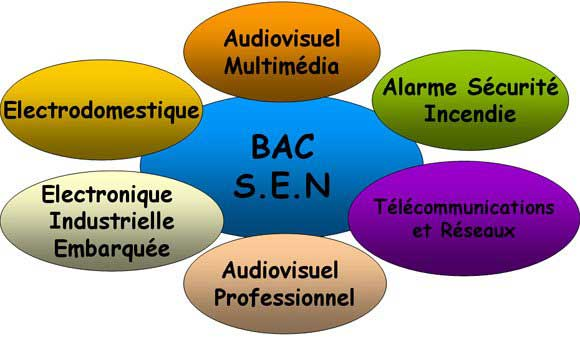 Audiovisuel
Multimédia
Electrodomestique
Alarme Sécurité
Incendie
BAC
S.E.N
Electronique
Industrielle
Embarquée
Télécommunications
et Réseaux
Audiovisuel
Professionnel